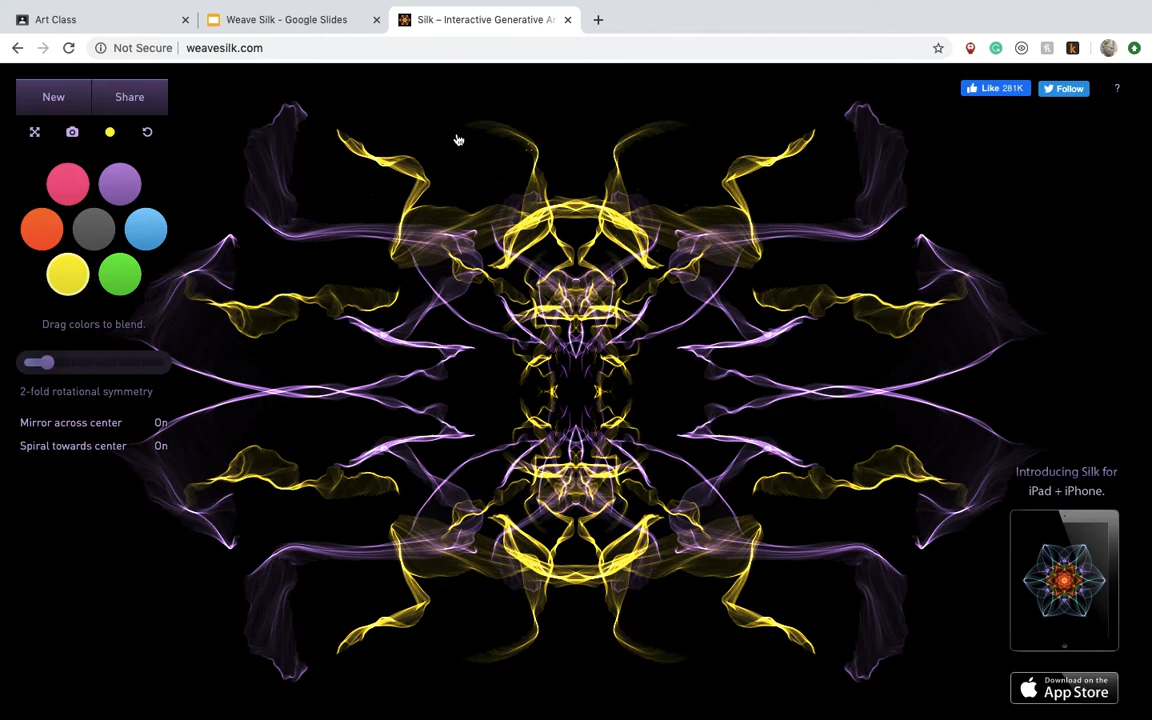 Art Class
Weave Silk - Google Slides
Silk – Interactive Generative Ar
Not Secure
weavesilk.com
New
Share
Like 281K
Follow
?
Drag colors to blend.
2-fold rotational symmetry
Mirror across center On
Spiral towards center On
Introducing Silk for
iPad + iPhone.
Download on the
App Store